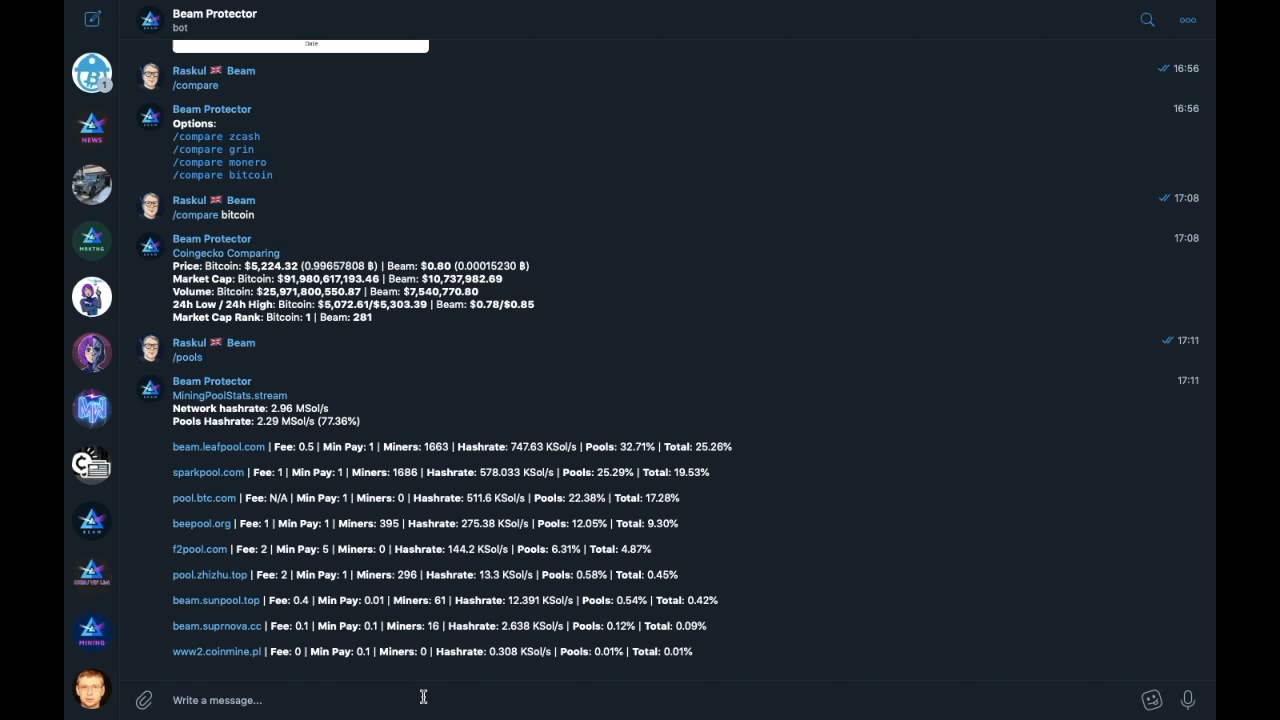 Beam Protector
bot
Date
Raskul 🇬🇧 Beam
16:56
/compare
Beam Protector
16:56
Options:
/compare zcash
/compare grin
/compare monero
/compare bitcoin
Raskul 🇬🇧 Beam
17:08
/compare bitcoin
Beam Protector
17:08
Coingecko Comparing
Price: Bitcoin: $5,224.32 (0.99657808 ₿) | Beam: $0.80 (0.00015230 ₿)
Market Cap: Bitcoin: $91,980,617,193.46 | Beam: $10,737,982.69
Volume: Bitcoin: $25,971,800,550.87 | Beam: $7,540,770.80
24h Low / 24h High: Bitcoin: $5,072.61/$5,303.39 | Beam: $0.78/$0.85
Market Cap Rank: Bitcoin: 1 | Beam: 281
Raskul 🇬🇧 Beam
17:11
/pools
Beam Protector
17:11
MiningPoolStats.stream
Network hashrate: 2.96 MSol/s
Pools Hashrate: 2.29 MSol/s (77.36%)
beam.leafpool.com | Fee: 0.5 | Min Pay: 1 | Miners: 1663 | Hashrate: 747.63 KSol/s | Pools: 32.71% | Total: 25.26%
sparkpool.com | Fee: 1 | Min Pay: 1 | Miners: 1686 | Hashrate: 578.033 KSol/s | Pools: 25.29% | Total: 19.53%
pool.btc.com | Fee: N/A | Min Pay: 1 | Miners: 0 | Hashrate: 511.6 KSol/s | Pools: 22.38% | Total: 17.28%
beepool.org | Fee: 1 | Min Pay: 1 | Miners: 395 | Hashrate: 275.38 KSol/s | Pools: 12.05% | Total: 9.30%
f2pool.com | Fee: 2 | Min Pay: 5 | Miners: 0 | Hashrate: 144.2 KSol/s | Pools: 6.31% | Total: 4.87%
pool.zhizhu.top | Fee: 2 | Min Pay: 1 | Miners: 296 | Hashrate: 13.3 KSol/s | Pools: 0.58% | Total: 0.45%
beam.sunpool.top | Fee: 0.4 | Min Pay: 0.01 | Miners: 61 | Hashrate: 12.391 KSol/s | Pools: 0.54% | Total: 0.42%
beam.suprnova.cc | Fee: 0.1 | Min Pay: 0.1 | Miners: 16 | Hashrate: 2.638 KSol/s | Pools: 0.12% | Total: 0.09%
www2.coinmine.pl | Fee: 0 | Min Pay: 0.1 | Miners: 0 | Hashrate: 0.308 KSol/s | Pools: 0.01% | Total: 0.01%
Write a message...
1
NEWS
MRKTNG
MW
BEAM
MINING